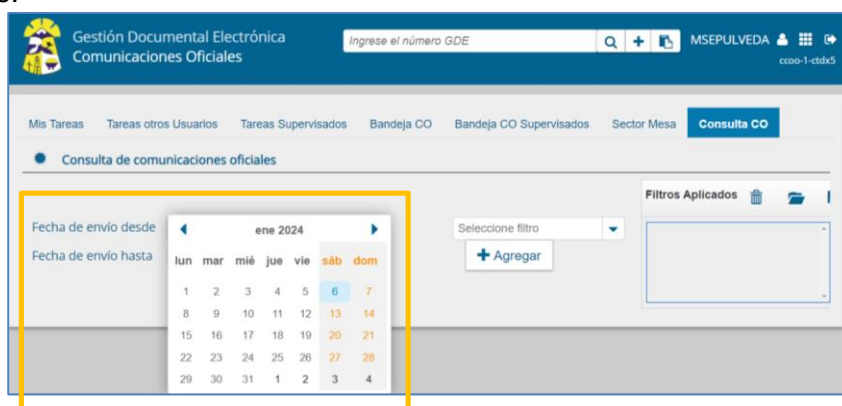 Gestión Documental Electrónica
Comunicaciones Oficiales
Ingrese el número GDE
MSEPULVEDA
ccoo-1-ctdx5
Mis Tareas Tareas otros Usuarios Tareas Supervisados Bandeja CO Bandeja CO Supervisados Sector Mesa Consulta CO
Consulta de comunicaciones oficiales
Filtros Aplicados
Fecha de envío desde
Fecha de envío hasta
ene 2024
lun mar mié jue vie sáb dom
1 2 3 4 5 6 7
8 9 10 11 12 13 14
15 16 17 18 19 20 21
22 23 24 25 26 27 28
29 30 31 1 2 3 4
Seleccione filtro
+ Agregar